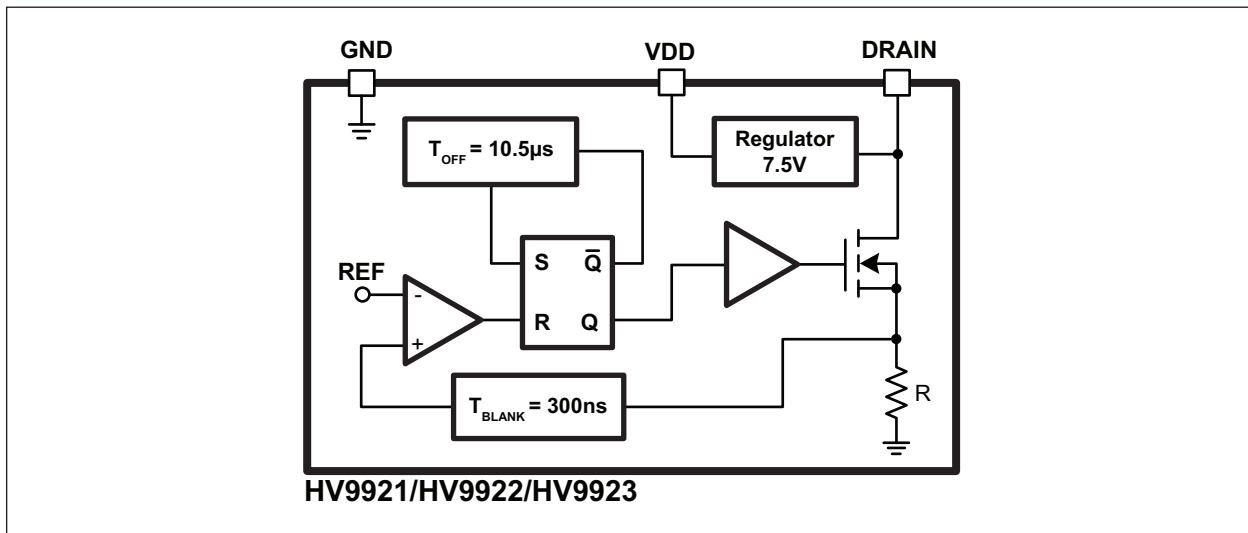 GND
VDD
DRAIN
T_OFF = 10.5µs
Regulator
7.5V
S Q̅
REF
-
R Q
+
T_BLANK = 300ns
R
HV9921/HV9922/HV9923